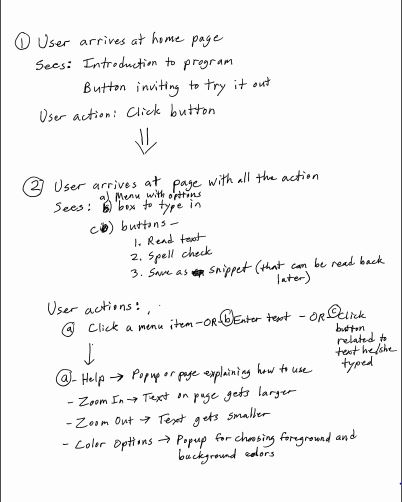 ① User arrives at home page
Sees: Introduction to program
Button inviting to try it out
User action: Click button
② User arrives at page with all the action
a) Menu with options
Sees: b) box to type in
c) buttons –
1. Read text
2. Spell check
3. Save as snippet (that can be read back
later)
User actions:
ⓐ Click a menu item – OR – ⓑ Enter text – OR ⓒ Click
button
related to
text he/she
typed
ⓐ – Help → Popup or page explaining how to use
– Zoom In → Text on page gets larger
– Zoom Out → Text gets smaller
– Color Options → Popup for choosing foreground and
background colors